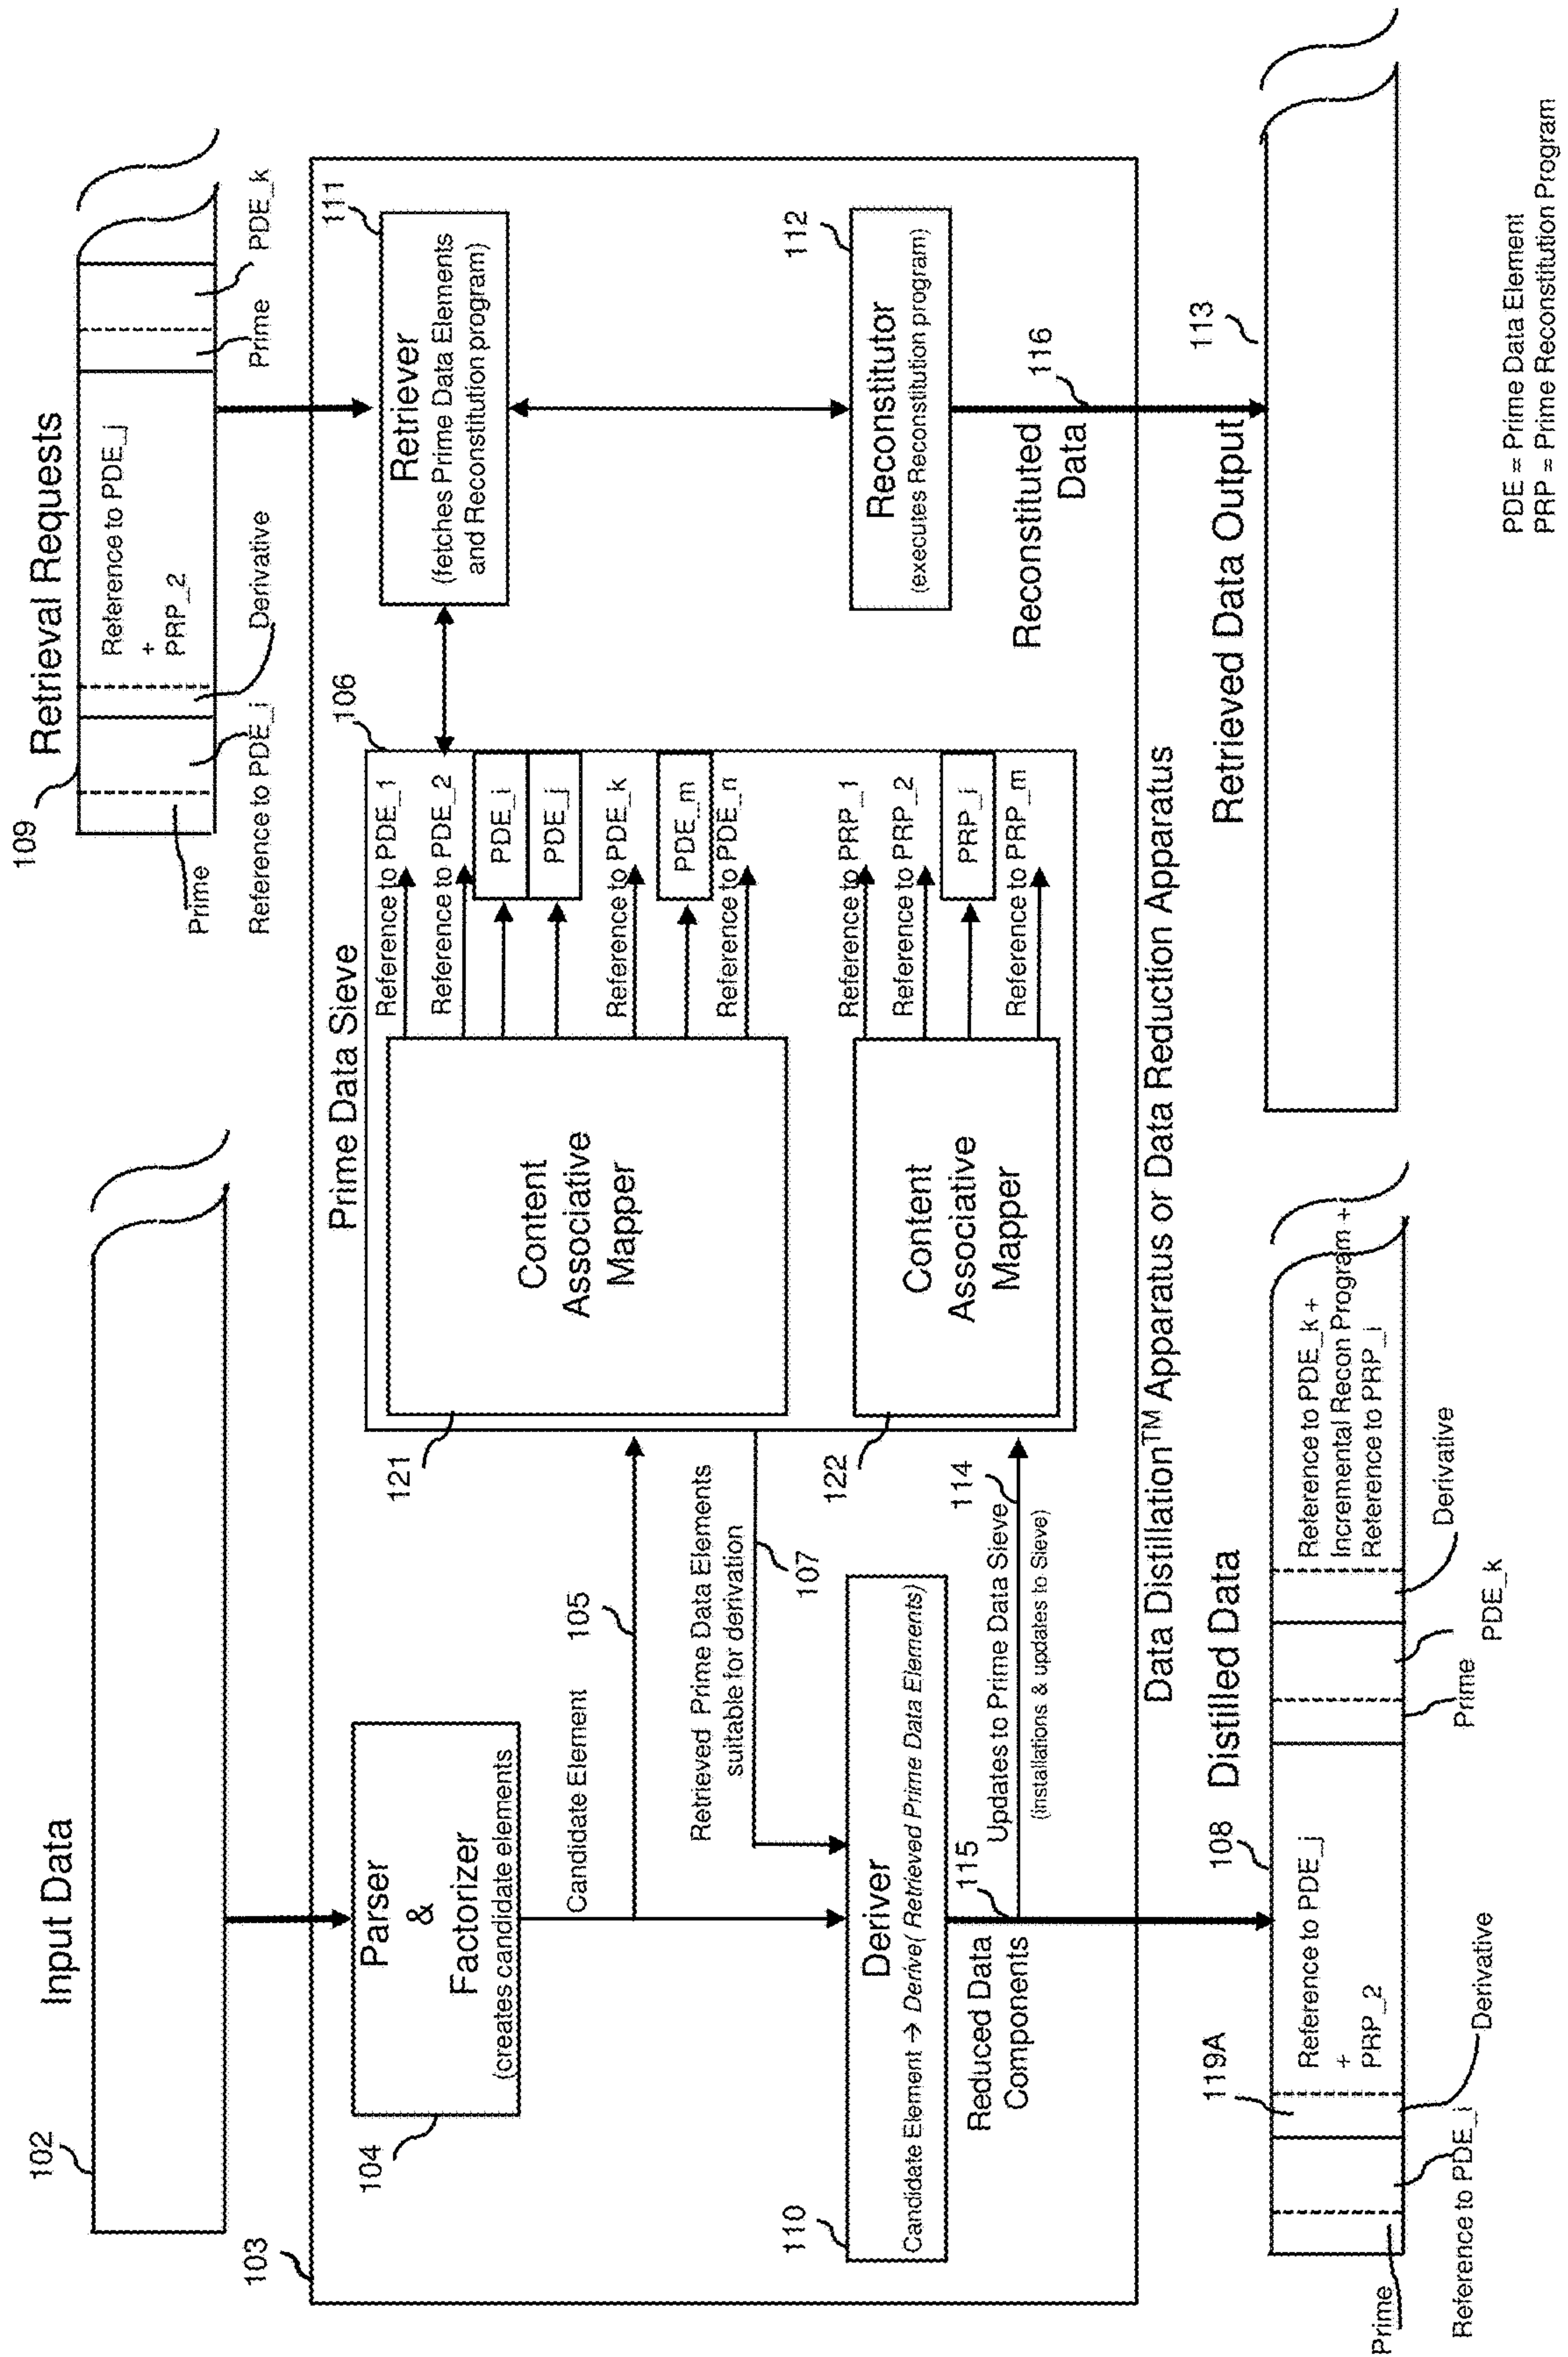 Input Data
102
Retrieval Requests
109
Reference to PDE_j
+
PRP_2
Prime
Reference to PDE_i
Derivative
Prime
PDE_k
103
Parser
&
Factorizer
(creates candidate elements
104
Candidate Element
105
Retrieved Prime Data Elements
suitable for derivation
107
110
Deriver
Candidate Element → Derive( Retrieved Prime Data Elements)
115
Reduced Data
Components
Updates to Prime Data Sieve
(installations & updates to Sieve)
114
Prime Data Sieve
106
Content
Associative
Mapper
121
Reference to PDE_1
Reference to PDE_2
PDE_i
PDE_j
Reference to PDE_k
PDE_m
Reference to PDE_n
Content
Associative
Mapper
122
Reference to PRP_1
Reference to PRP_2
PRP_i
Reference to PRP_m
111
Retriever
(fetches Prime Data Elements
and Reconstitution program)
112
Reconstitutor
(executes Reconstitution program)
Reconstituted
Data
116
Data Distillation™ Apparatus or Data Reduction Apparatus
108
Distilled Data
119A
Reference to PDE_j
+
PRP_2
Reference to PDE_k +
Incremental Recon Program +
Reference to PRP_i
Prime
Reference to PDE_i
Derivative
Prime
PDE_k
Derivative
Retrieved Data Output
113
PDE = Prime Data Element
PRP = Prime Reconstitution Program